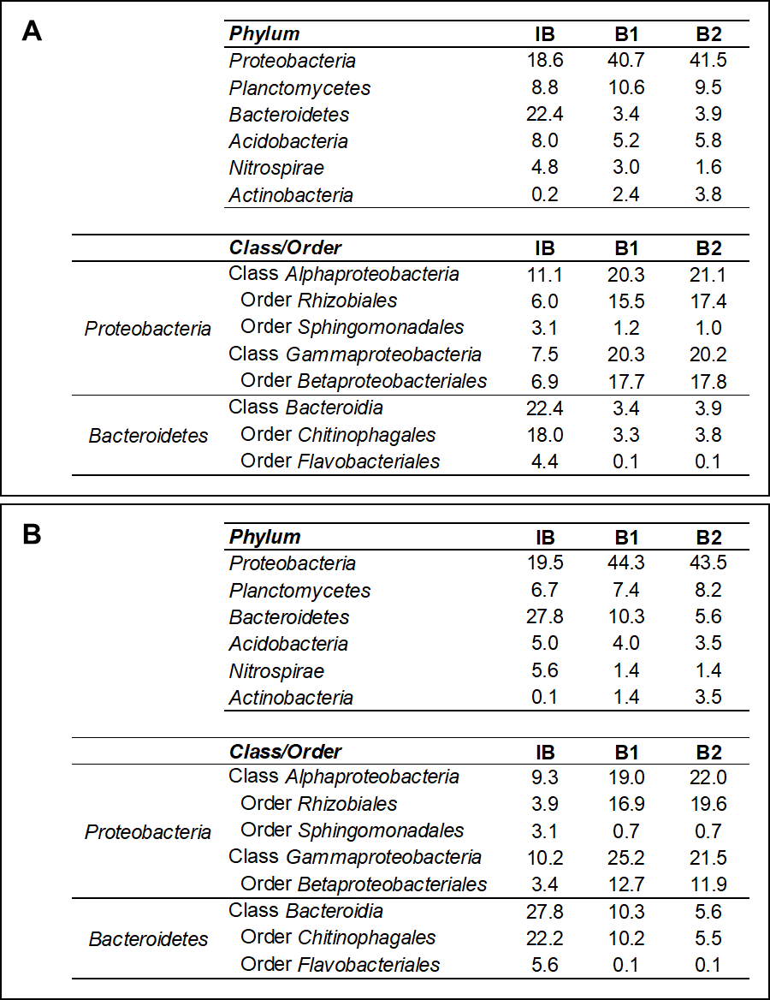 A
Phylum IB B1 B2
Proteobacteria 18.6 40.7 41.5
Planctomycetes 8.8 10.6 9.5
Bacteroidetes 22.4 3.4 3.9
Acidobacteria 8.0 5.2 5.8
Nitrospirae 4.8 3.0 1.6
Actinobacteria 0.2 2.4 3.8
Class/Order IB B1 B2
Class Alphaproteobacteria 11.1 20.3 21.1
Order Rhizobiales 6.0 15.5 17.4
Proteobacteria Order Sphingomonadales 3.1 1.2 1.0
Class Gammaproteobacteria 7.5 20.3 20.2
Order Betaproteobacteriales 6.9 17.7 17.8
Class Bacteroidia 22.4 3.4 3.9
Bacteroidetes Order Chitinophagales 18.0 3.3 3.8
Order Flavobacteriales 4.4 0.1 0.1
B
Phylum IB B1 B2
Proteobacteria 19.5 44.3 43.5
Planctomycetes 6.7 7.4 8.2
Bacteroidetes 27.8 10.3 5.6
Acidobacteria 5.0 4.0 3.5
Nitrospirae 5.6 1.4 1.4
Actinobacteria 0.1 1.4 3.5
Class/Order IB B1 B2
Class Alphaproteobacteria 9.3 19.0 22.0
Order Rhizobiales 3.9 16.9 19.6
Proteobacteria Order Sphingomonadales 3.1 0.7 0.7
Class Gammaproteobacteria 10.2 25.2 21.5
Order Betaproteobacteriales 3.4 12.7 11.9
Class Bacteroidia 27.8 10.3 5.6
Bacteroidetes Order Chitinophagales 22.2 10.2 5.5
Order Flavobacteriales 5.6 0.1 0.1